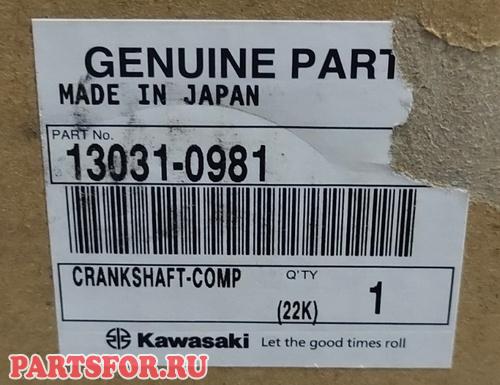 GENUINE PART
MADE IN JAPAN
PART No.
13031-0981
CRANKSHAFT-COMP
Q'TY
(22K)
1
Kawasaki Let the good times roll
PARTSFOR.RU